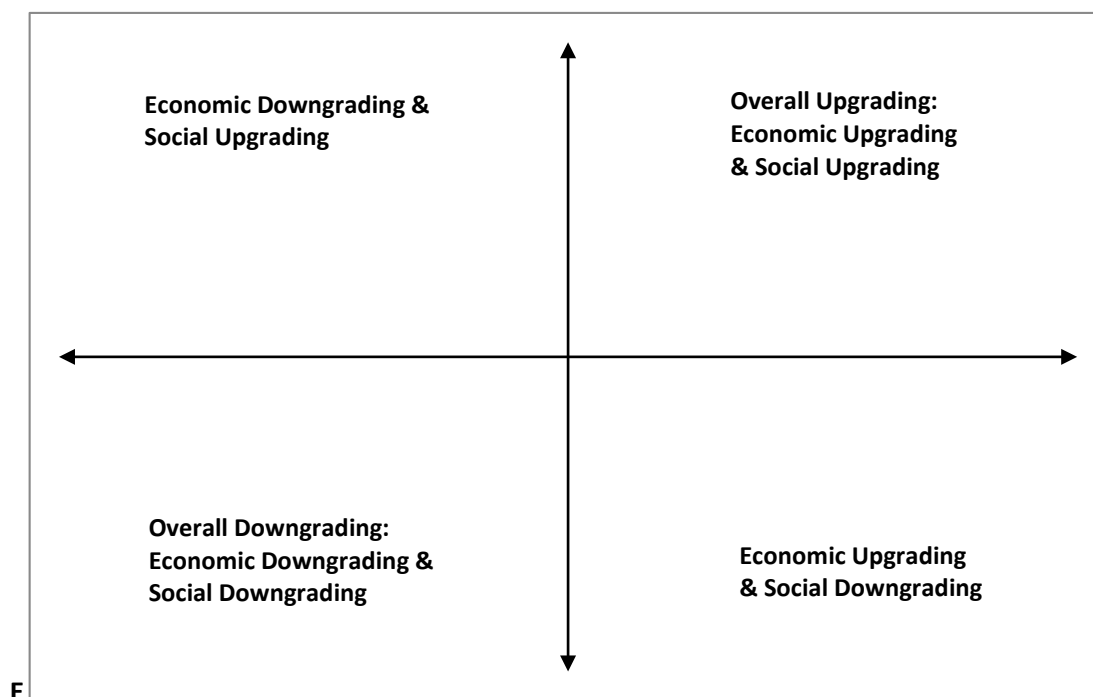 Economic Downgrading &
Social Upgrading
Overall Upgrading:
Economic Upgrading
& Social Upgrading
Overall Downgrading:
Economic Downgrading &
Social Downgrading
Economic Upgrading
& Social Downgrading
F